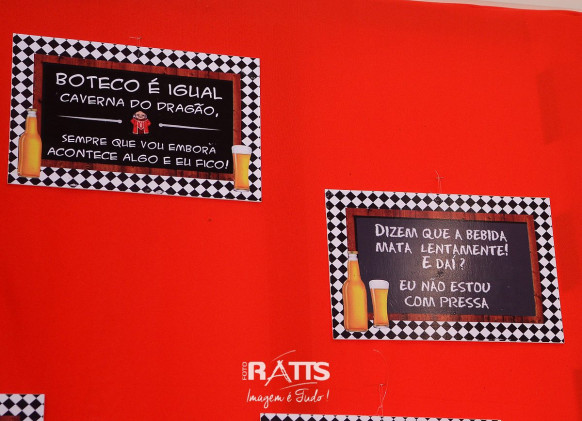 BOTECO É IGUAL
CAVERNA DO DRAGÃO,
SEMPRE QUE VOU EMBORA
ACONTECE ALGO E EU FICO!
DIZEM QUE A BEBIDA
MATA LENTAMENTE!
E DAÍ?
EU NÃO ESTOU
COM PRESSA
FOTO RATTS
Imagem é Tudo!